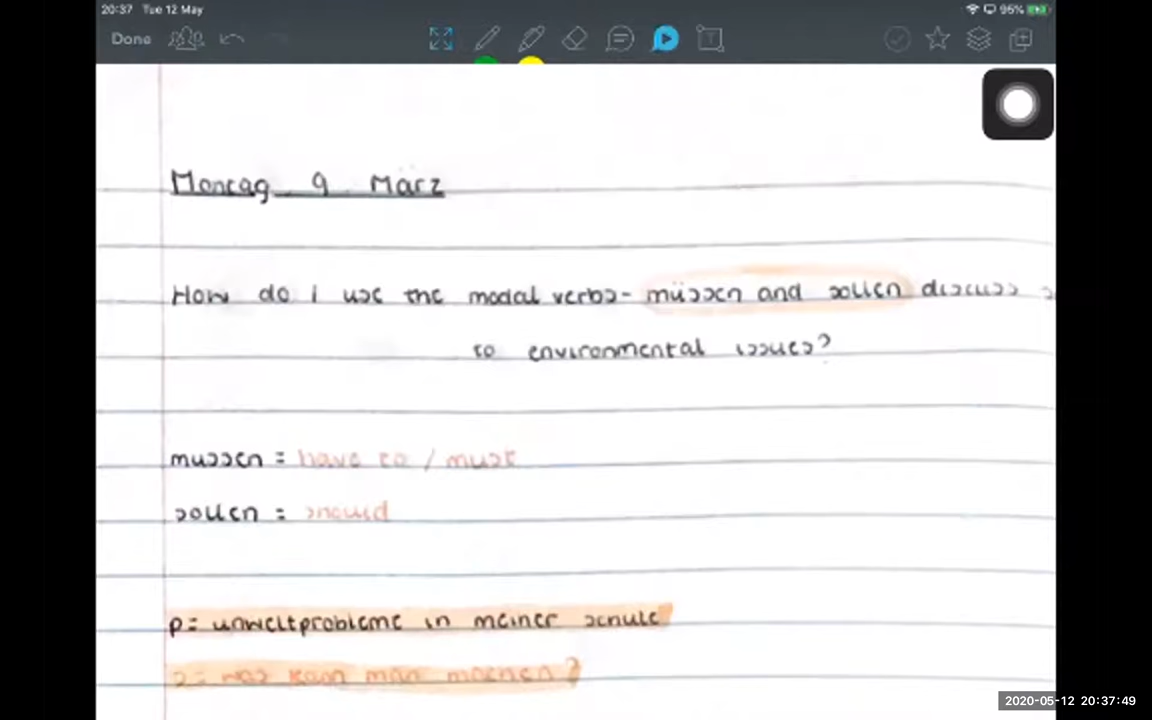 20:37 Tue 12 May
95%
Done
Montag 9 März
How do i use the modal verbs- müssen and sollen discuss
to environmental issues?
mussen = have to / must
sollen = should
p= umweltprobleme in meiner schule
s= was kann man machen?
2020-05-12 20:37:49